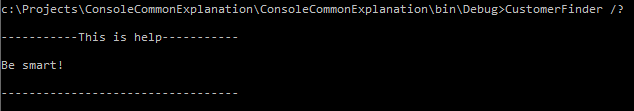 c:\Projects\ConsoleCommonExplanation\ConsoleCommonExplanation\bin\Debug>CustomerFinder /?
-----------This is help-----------
Be smart!
----------------------------------